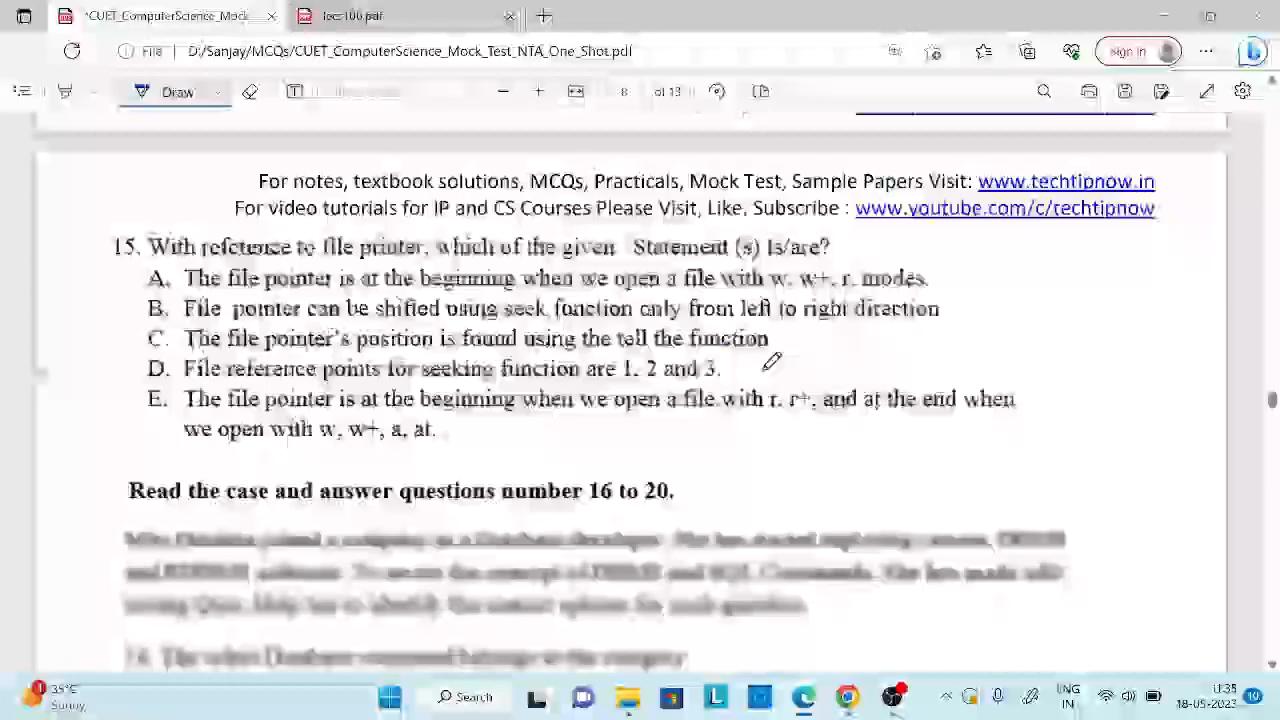 *CUET_ComputerScience_Mock
File | D:/Sanjay/MCQs/CUET_ComputerScience_Mock_Test_NTA_One_Shot.pdf
Sign in
Draw
8 of 13
For notes, textbook solutions, MCQs, Practicals, Mock Test, Sample Papers Visit: www.techtipnow.in
For video tutorials for IP and CS Courses Please Visit, Like, Subscribe : www.youtube.com/c/techtipnow
15. With reference to file printer, which of the given Statement (s) Is/are?
A. The file pointer is at the beginning when we open a file with w, w+, r, modes.
B. File pointer can be shifted using seek function only from left to right direction
C. The file pointer's position is found using the tell the function
D. File reference points for seeking function are 1, 2 and 3.
E. The file pointer is at the beginning when we open a file with r, r+, and at the end when
we open with w, w+, a, at.
Read the case and answer questions number 16 to 20.
35°C
Sunny
Search
ENG
IN
18-05-2023